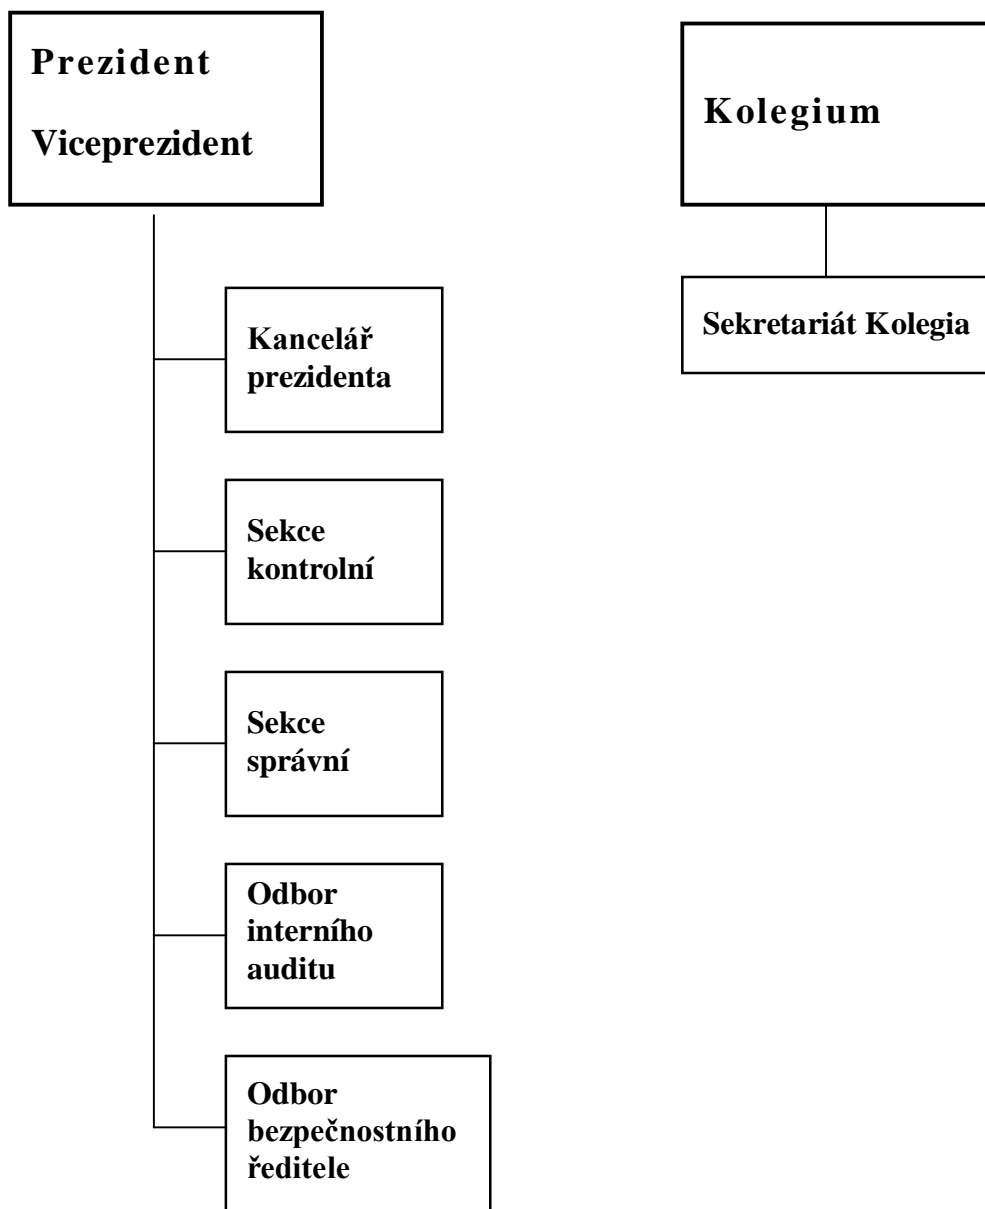 Prezident
Viceprezident
Kolegium
Sekretariát Kolegia
Kancelář
prezidenta
Sekce
kontrolní
Sekce
správní
Odbor
interního
auditu
Odbor
bezpečnostního
ředitele